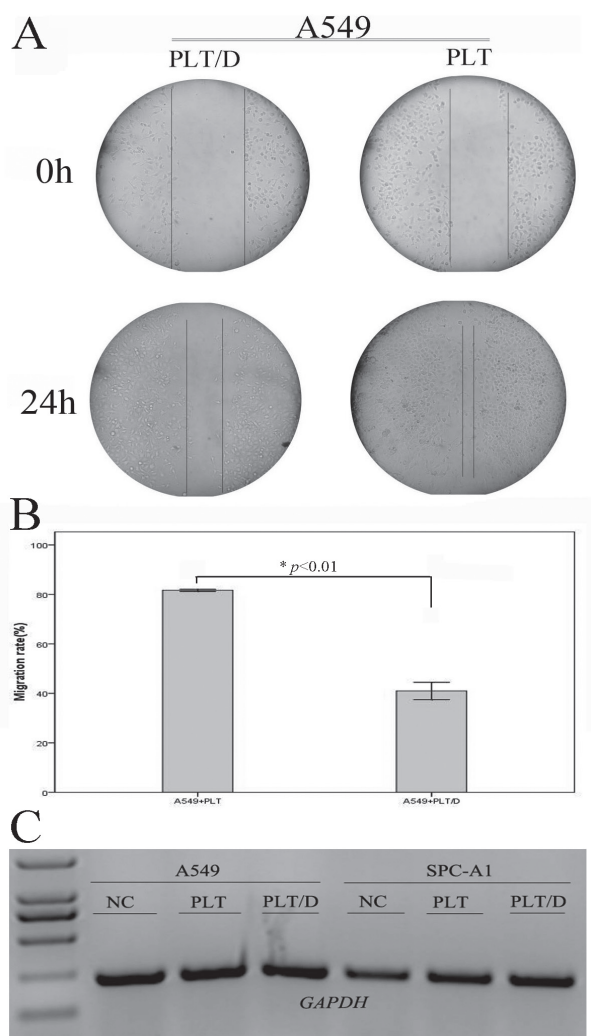 A
A549
PLT/D PLT
0h
24h
B
100
80
60
40
20
0
Migration rate(%)
* p<0.01
A549+PLT A549+PLT/D
C
A549 SPC-A1
NC PLT PLT/D NC PLT PLT/D
GAPDH